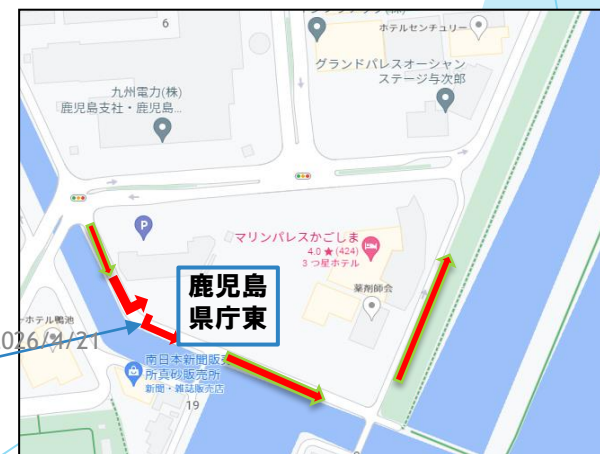 6
ホテルセンチュリー
グランドパレスオーシャン
ステージ与次郎
九州電力(株)
鹿児島支社・鹿児島...
P
マリンパレスかごしま
4.0 ★ (424)
3 つ星ホテル
鹿児島
県庁東
薬剤師会
ーホテル鴨池
2026/4/21
南日本新聞販売
所真砂販売所
新聞・雑誌販売店
19